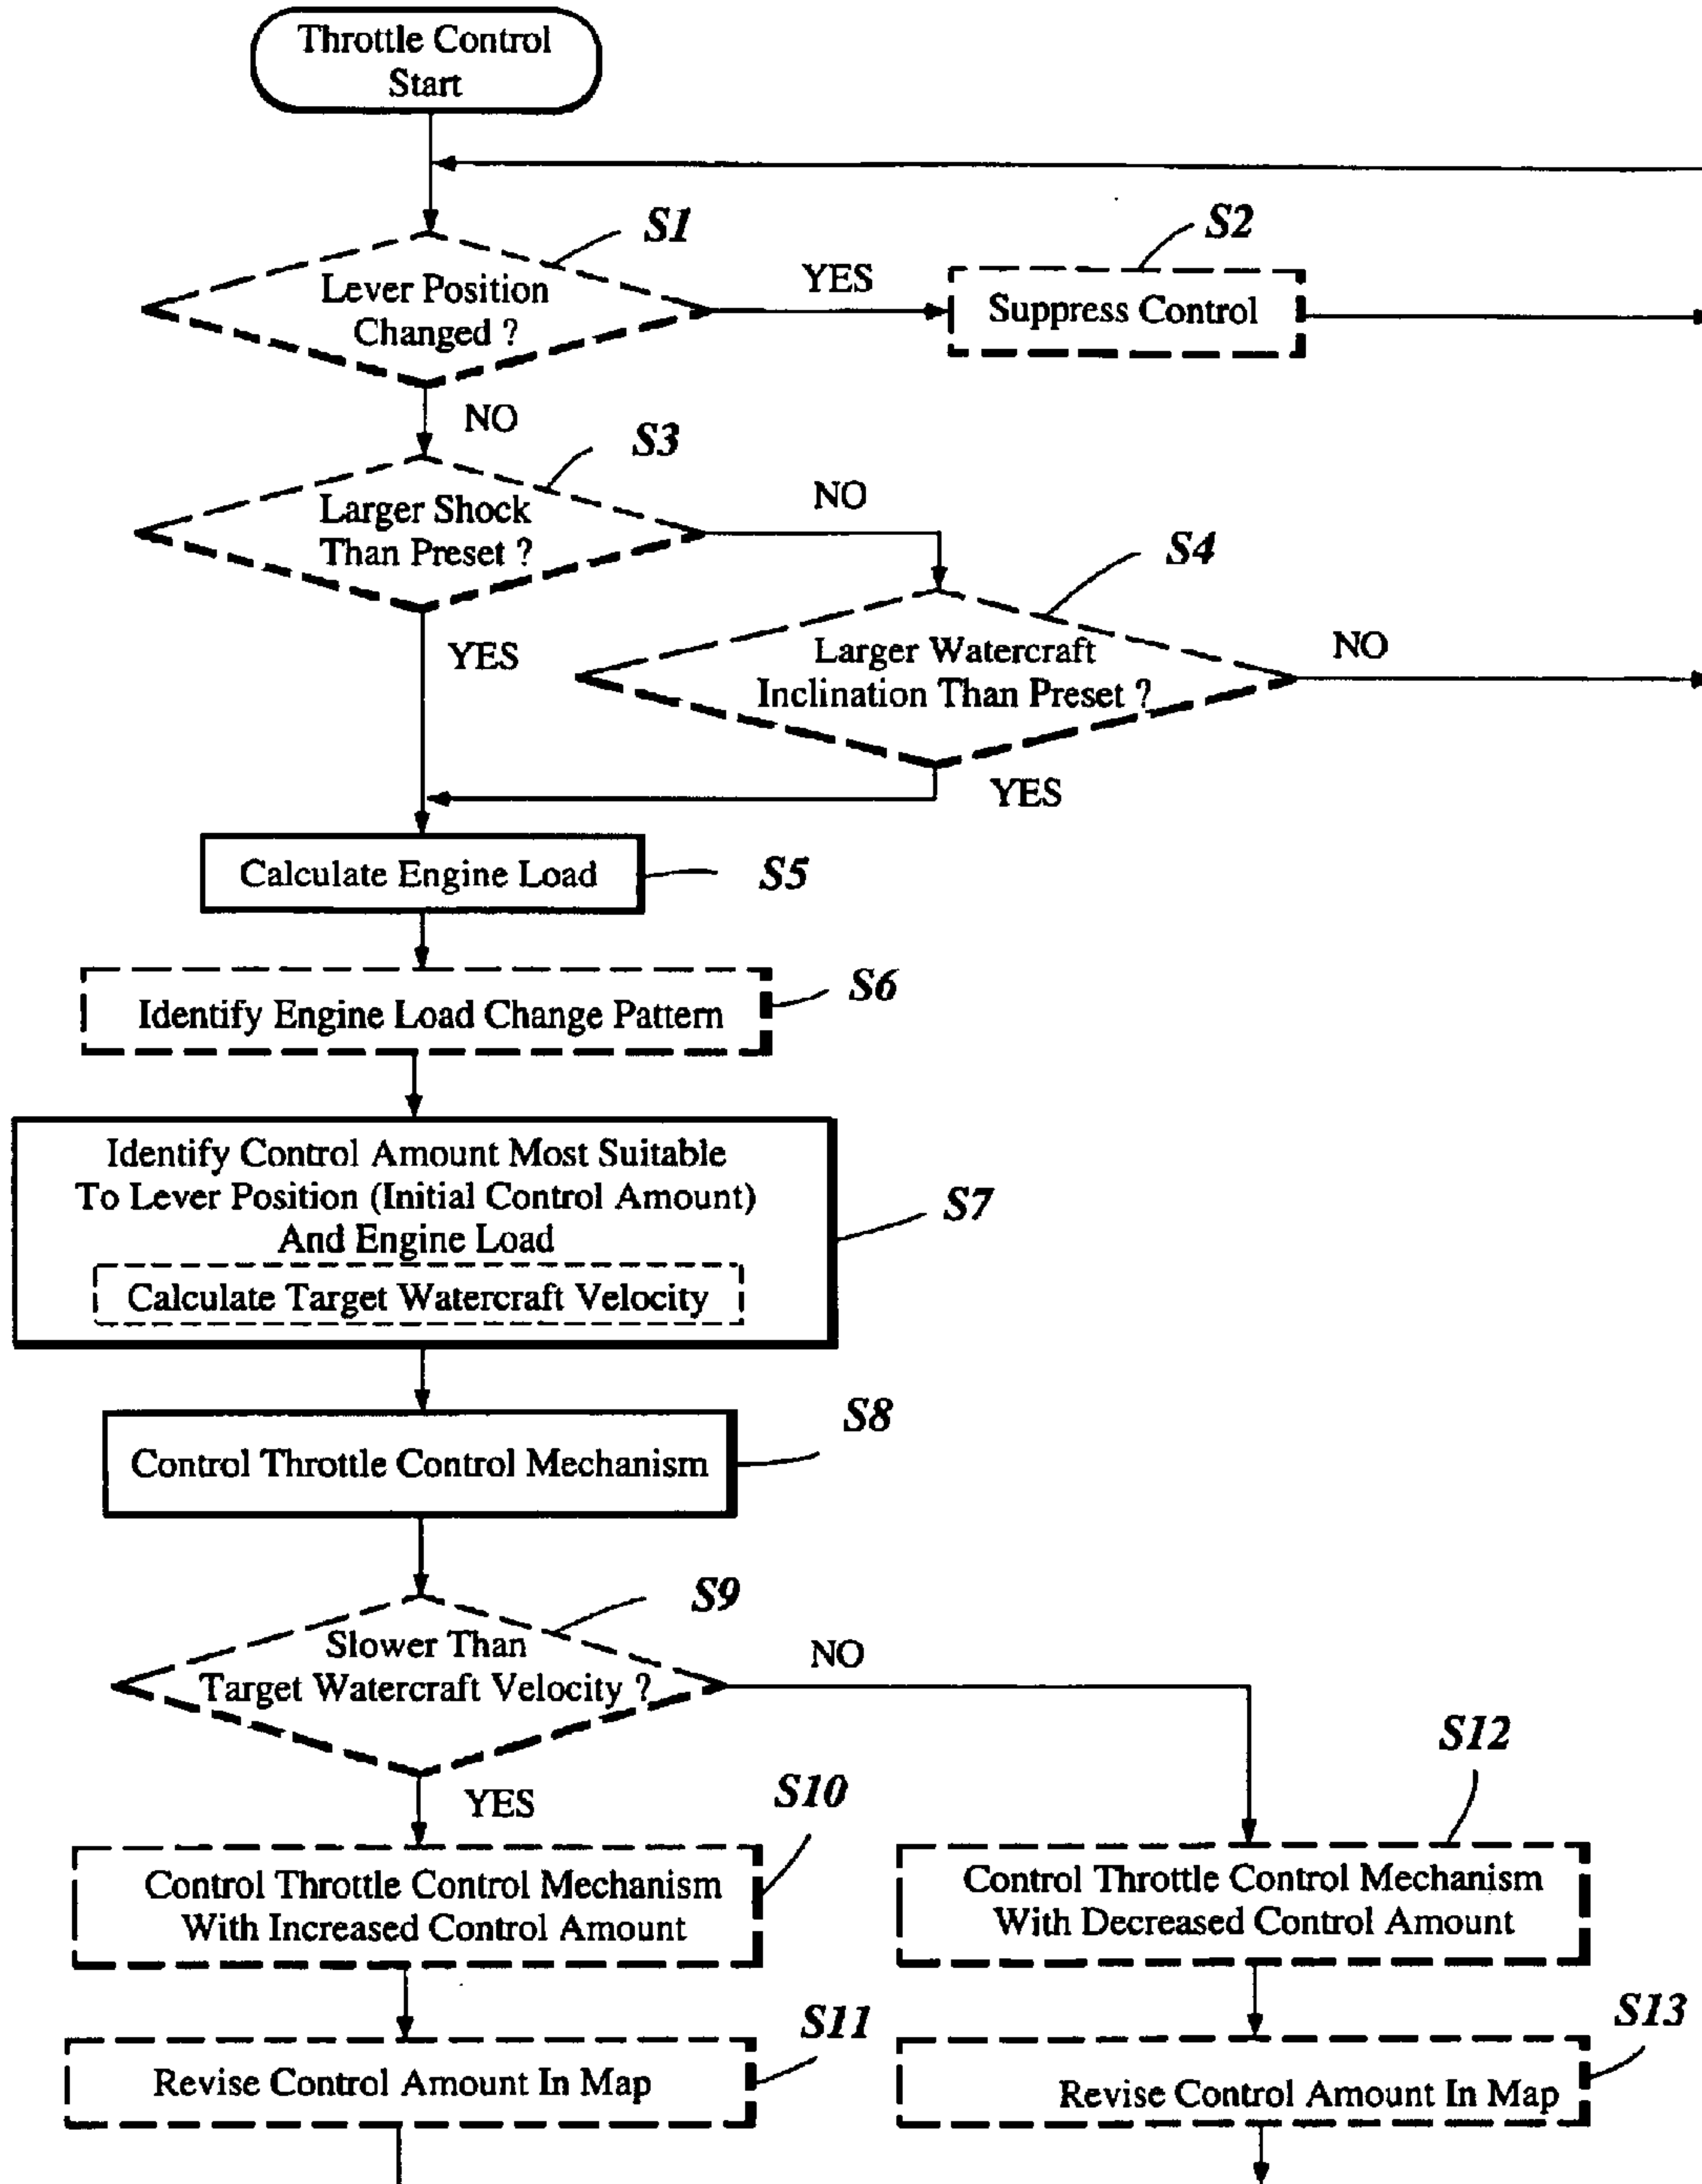 Throttle Control
Start
S1
Lever Position
Changed ?
YES
S2
Suppress Control
NO
S3
Larger Shock
Than Preset ?
NO
S4
Larger Watercraft
Inclination Than Preset ?
NO
YES
YES
Calculate Engine Load
S5
Identify Engine Load Change Pattern
S6
Identify Control Amount Most Suitable
To Lever Position (Initial Control Amount)
And Engine Load
Calculate Target Watercraft Velocity
S7
Control Throttle Control Mechanism
S8
Slower Than
Target Watercraft Velocity ?
S9
NO
YES
S10
Control Throttle Control Mechanism
With Increased Control Amount
S12
Control Throttle Control Mechanism
With Decreased Control Amount
S11
Revise Control Amount In Map
S13
Revise Control Amount In Map